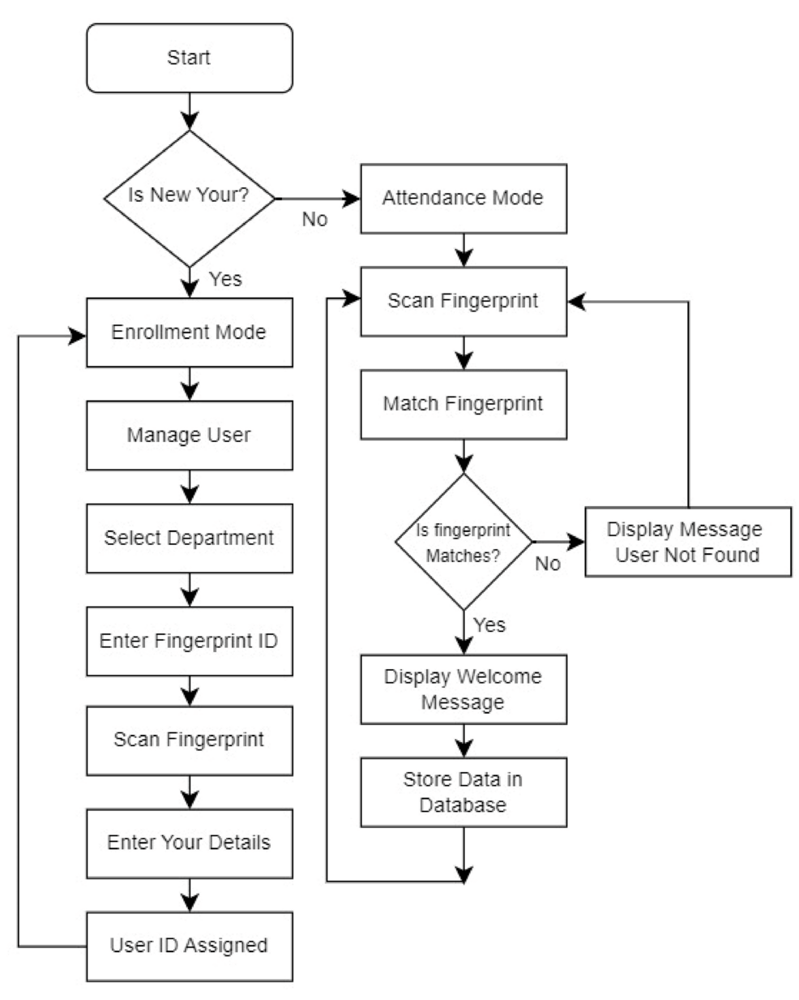 Start
Is New Your?
No
Yes
Enrollment Mode
Manage User
Select Department
Enter Fingerprint ID
Scan Fingerprint
Enter Your Details
User ID Assigned
Attendance Mode
Scan Fingerprint
Match Fingerprint
Is fingerprint
Matches?
No
Display Message
User Not Found
Yes
Display Welcome
Message
Store Data in
Database